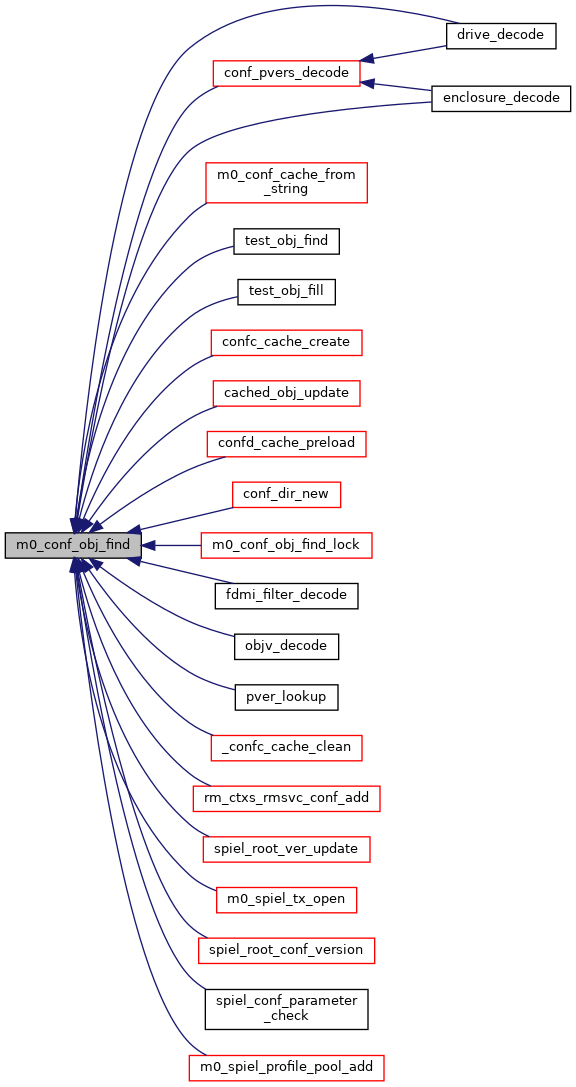 drive_decode
conf_pvers_decode
enclosure_decode
m0_conf_cache_from
_string
test_obj_find
test_obj_fill
confc_cache_create
cached_obj_update
confd_cache_preload
conf_dir_new
m0_conf_obj_find
m0_conf_obj_find_lock
fdmi_filter_decode
objv_decode
pver_lookup
_confc_cache_clean
rm_ctxs_rmsvc_conf_add
spiel_root_ver_update
m0_spiel_tx_open
spiel_root_conf_version
spiel_conf_parameter
_check
m0_spiel_profile_pool_add